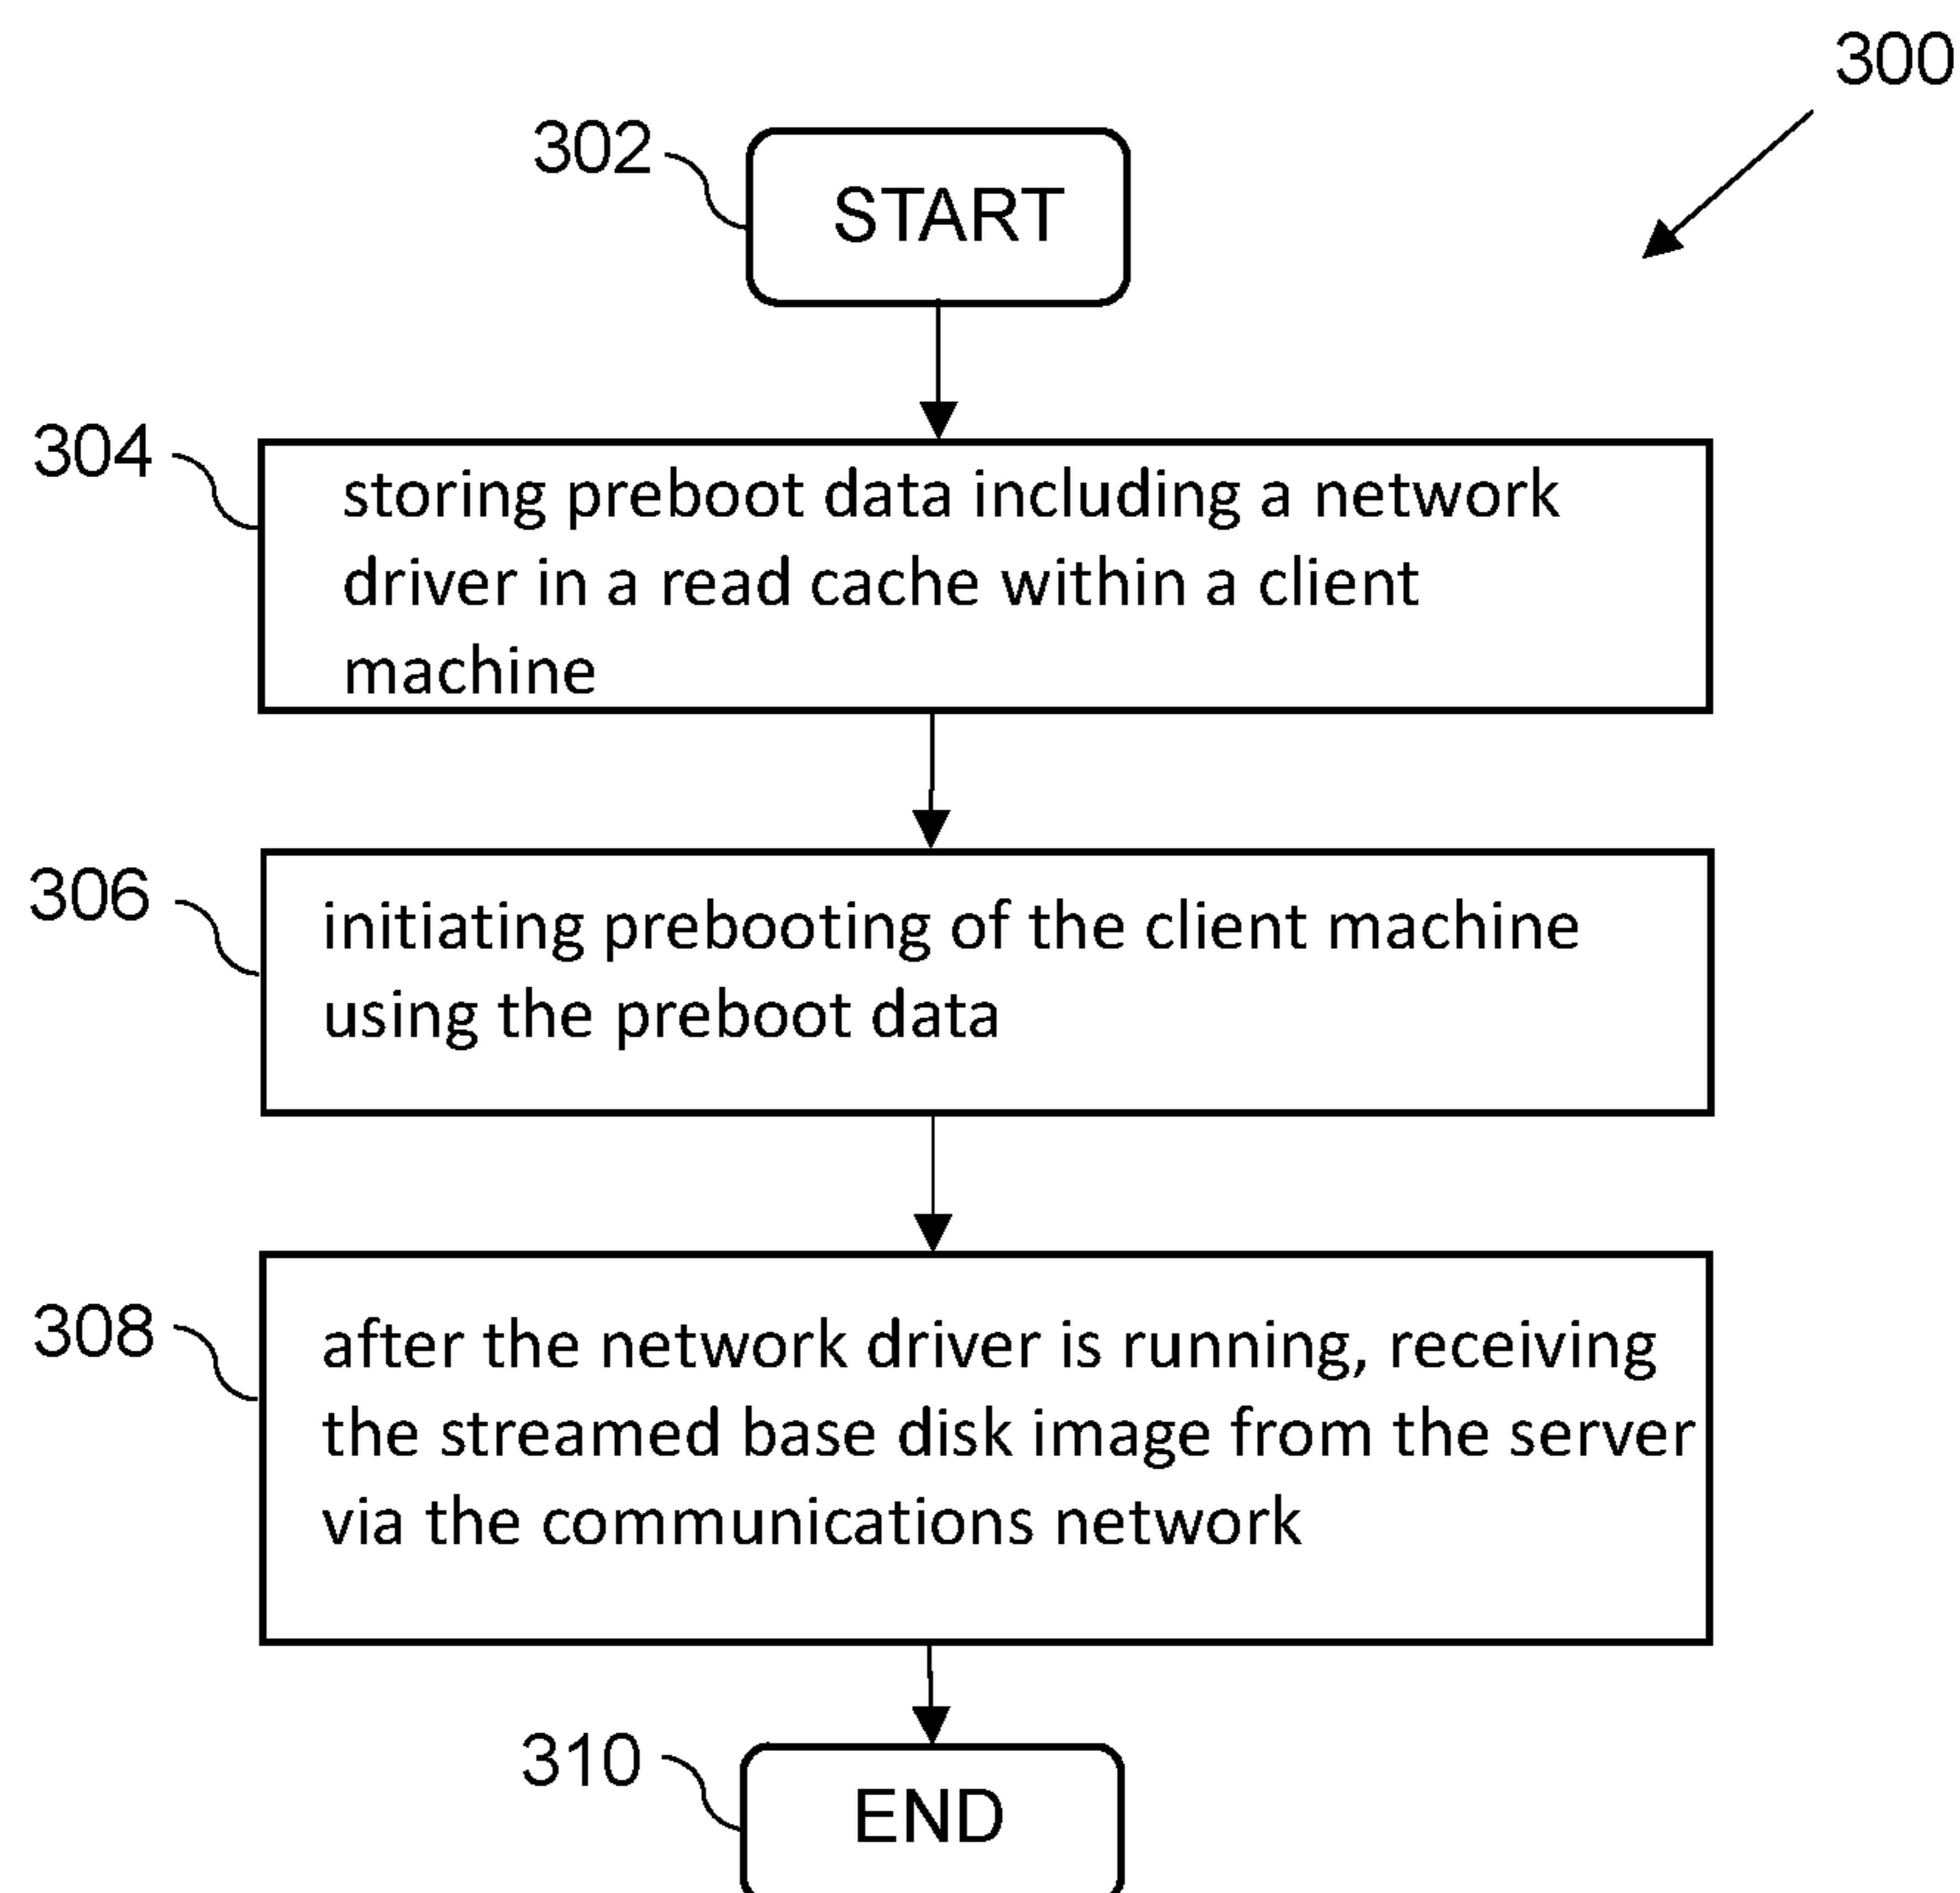 300
302
START
304
storing preboot data including a network
driver in a read cache within a client
machine
306
initiating prebooting of the client machine
using the preboot data
308
after the network driver is running, receiving
the streamed base disk image from the server
via the communications network
310
END